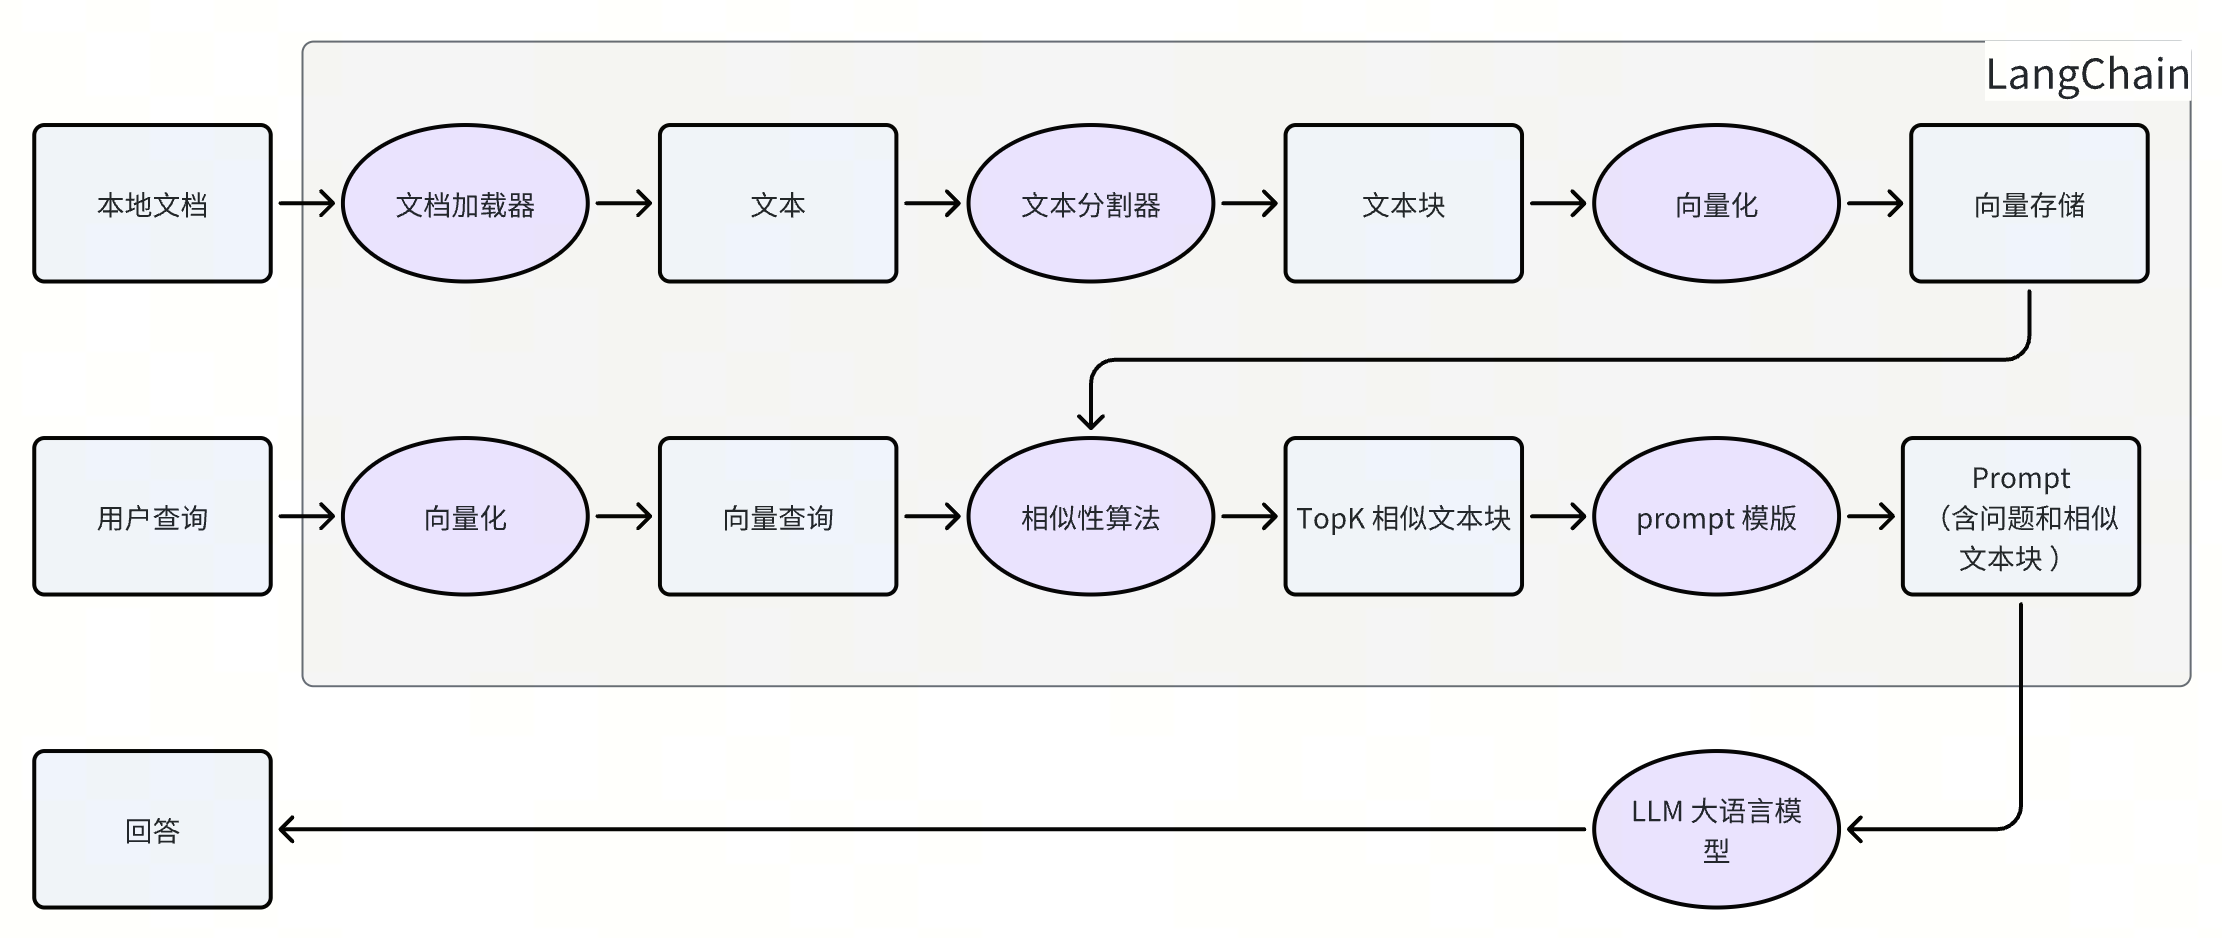 LangChain
本地文档
文档加载器
文本
文本分割器
文本块
向量化
向量存储
用户查询
向量化
向量查询
相似性算法
TopK 相似文本块
prompt 模版
Prompt
（含问题和相似
文本块 ）
回答
LLM 大语言模
型